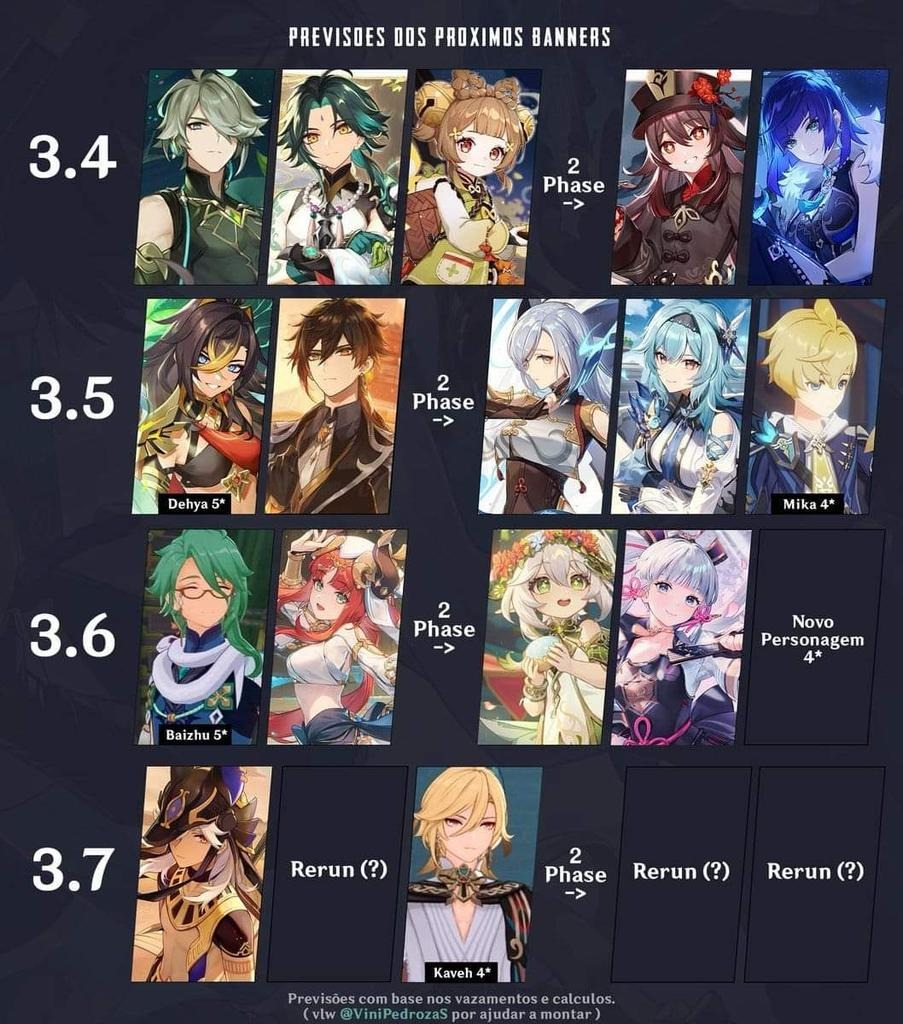 PREVISOES DOS PROXIMOS BANNERS
3.4
2
Phase
->
3.5
Dehya 5*
2
Phase
->
Mika 4*
3.6
Baizhu 5*
2
Phase
->
Novo
Personagem
4*
3.7
Rerun (?)
Kaveh 4*
2
Phase
->
Rerun (?)
Rerun (?)
Previsões com base nos vazamentos e calculos.
( vlw @ViniPedrozaS por ajudar a montar )